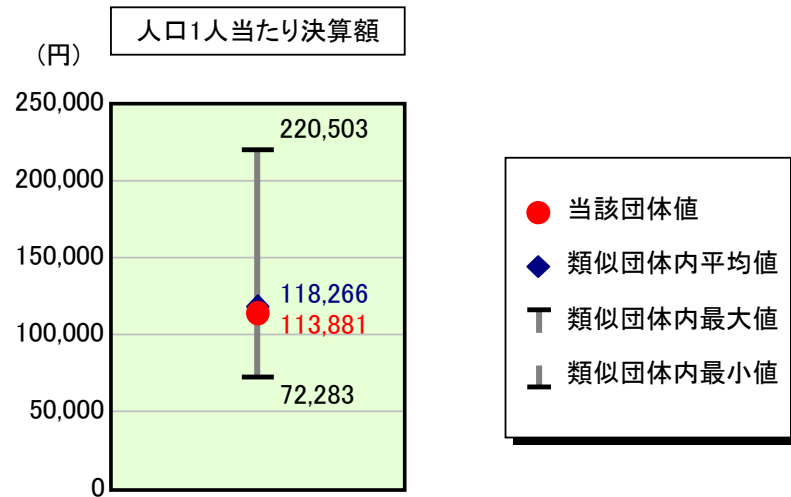 人口1人当たり決算額
(円)
250,000
200,000
150,000
100,000
50,000
0
220,503
118,266
113,881
72,283
当該団体値
類似団体内平均値
類似団体内最大値
類似団体内最小値